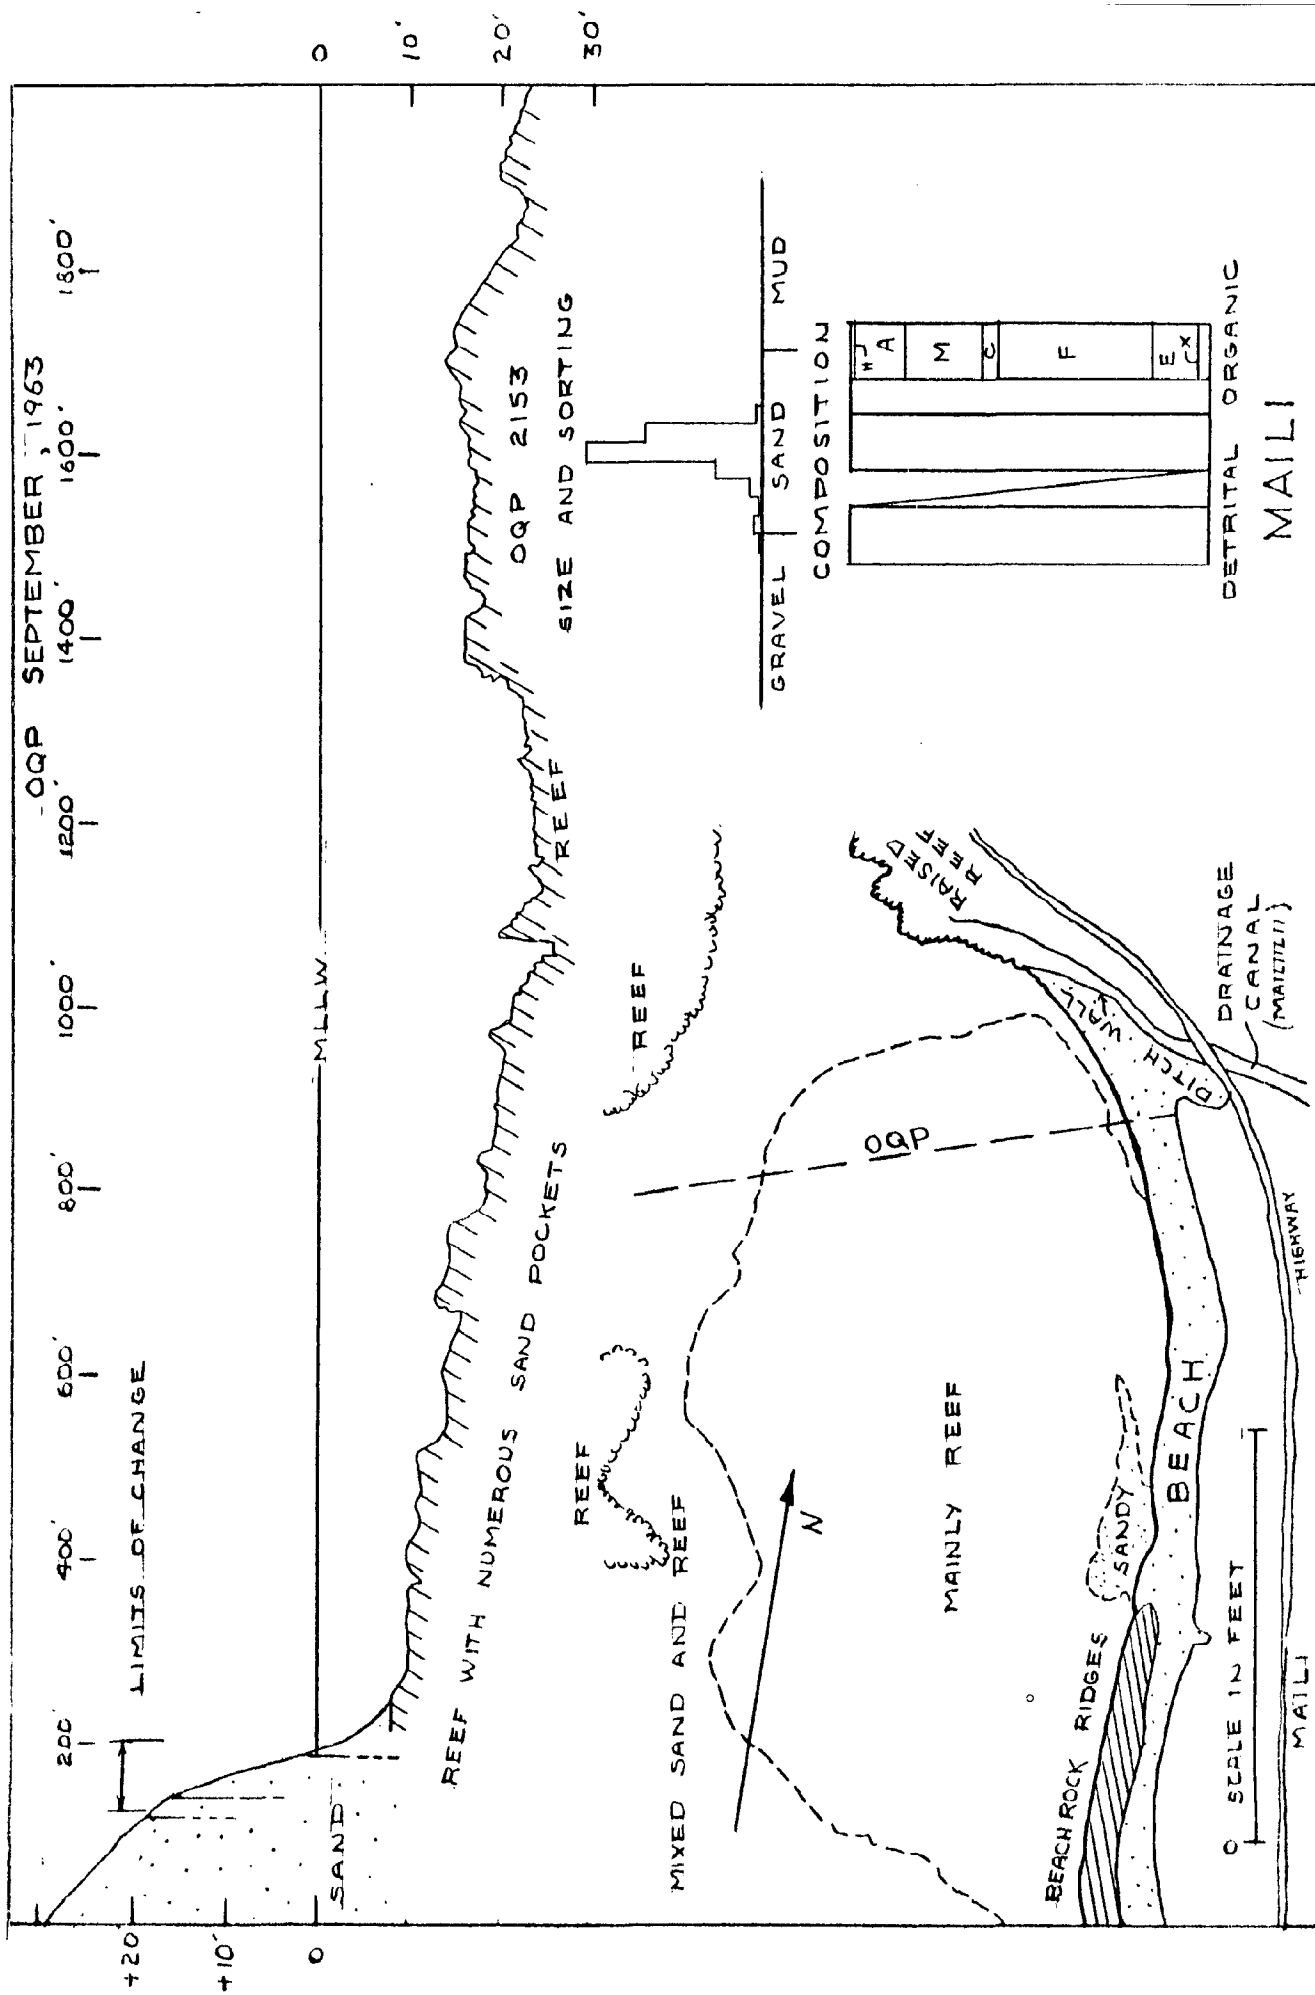 OQP SEPTEMBER, 1963
200' 400' 600' 800' 1000' 1200' 1400' 1600' 1800'
LIMITS OF CHANGE
+20'
+10'
0
0
10'
20'
30'
MLLW
SAND
REEF WITH NUMEROUS SAND POCKETS
REEF
OQP 2153
SIZE AND SORTING
GRAVEL SAND MUD
COMPOSITION
H
A
M
C
F
E
X
DETRITAL ORGANIC
MAILI
REEF
REEF
MIXED SAND AND REEF
N
OQP
MAINLY REEF
RAISED
REEF
BEACHROCK RIDGES
SANDY
BEACH
DITCH WALL
DRAINAGE
CANAL
(MAILIILII)
0 SCALE IN FEET
HIGHWAY
MAILI